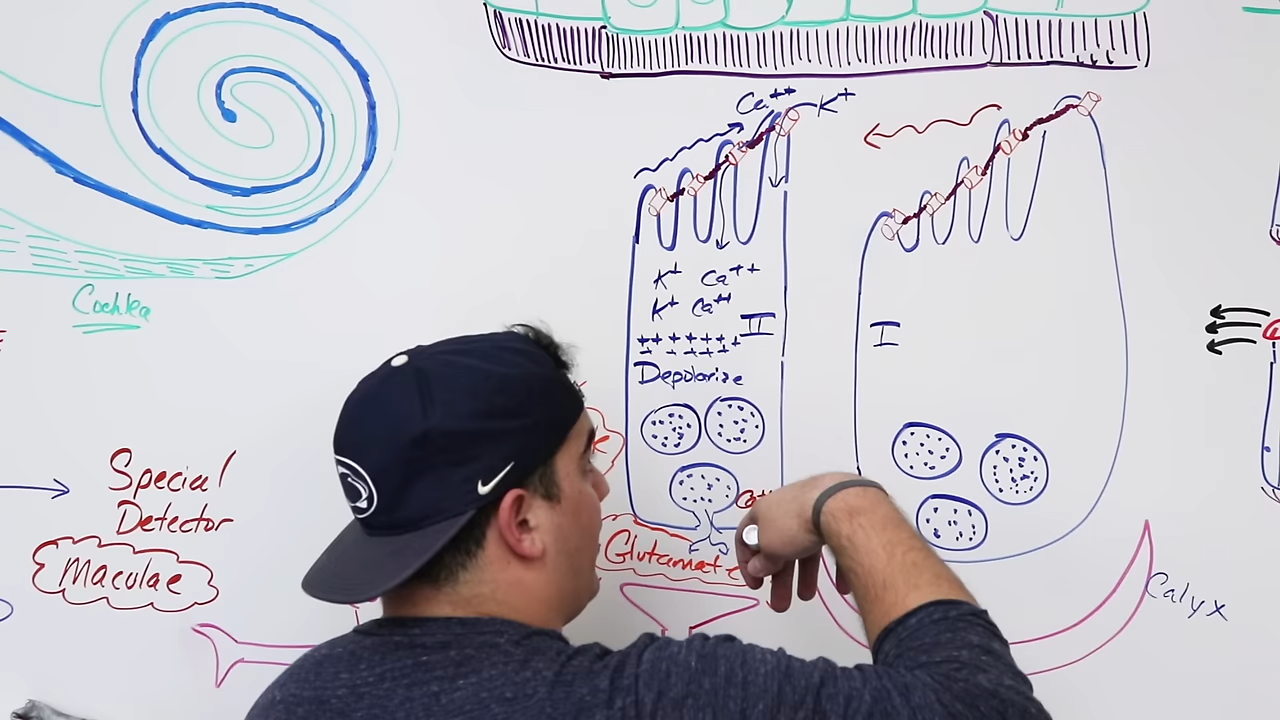 Ca++
K+
Cochlea
K+ Ca++
K+ Ca++
II
I
+++++++
Depolarize
Special
Detector
Maculae
Glutamate
Calyx